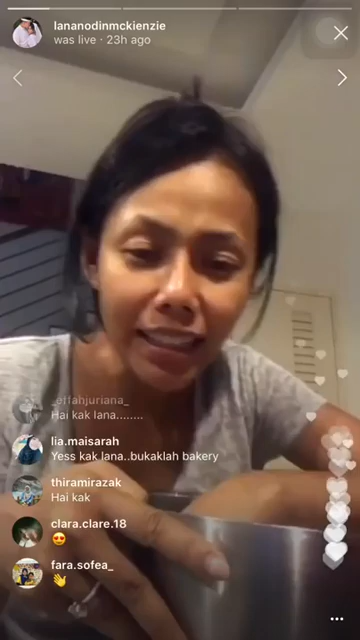 lananodinmckienzie
was live · 23h ago
_effahjuriana_
Hai kak lana........
lia.maisarah
Yess kak lana..bukaklah bakery
thiramirazak
Hai kak
clara.clare.18
😍
fara.sofea_
👋